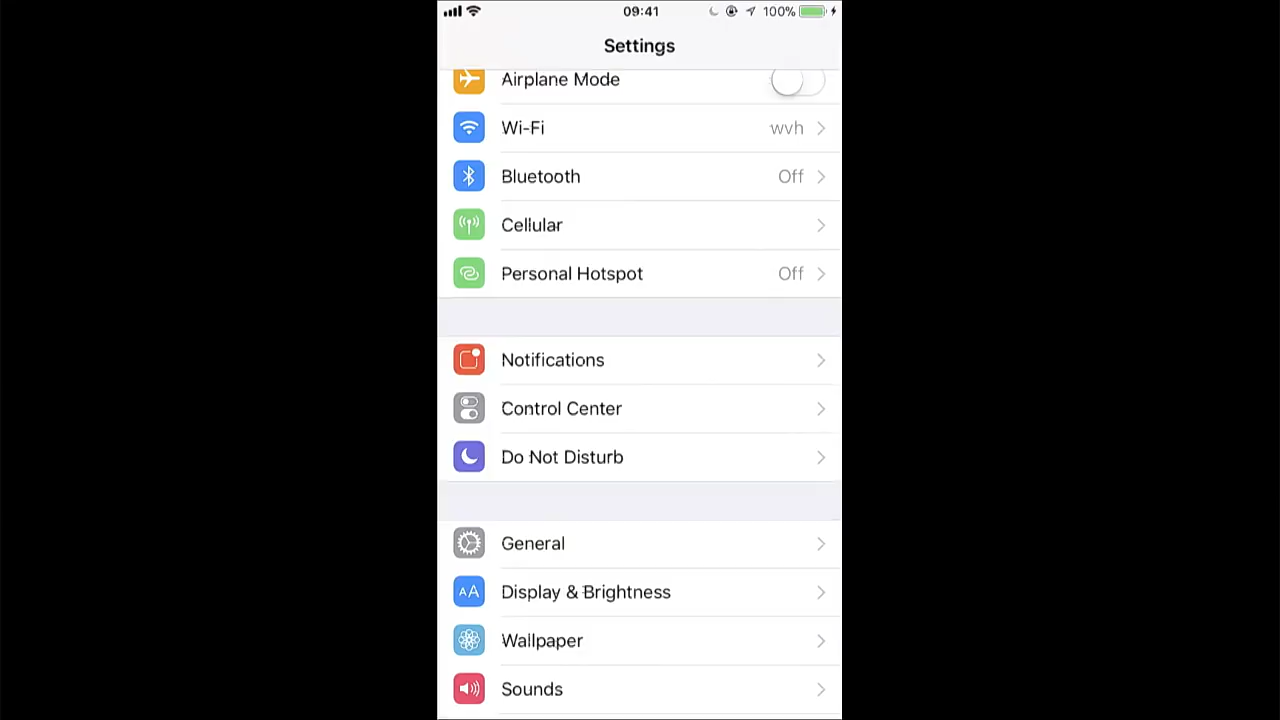 09:41 100%
Settings
Airplane Mode
Wi-Fi wvh
Bluetooth Off
Cellular
Personal Hotspot Off
Notifications
Control Center
Do Not Disturb
General
AA Display & Brightness
Wallpaper
Sounds